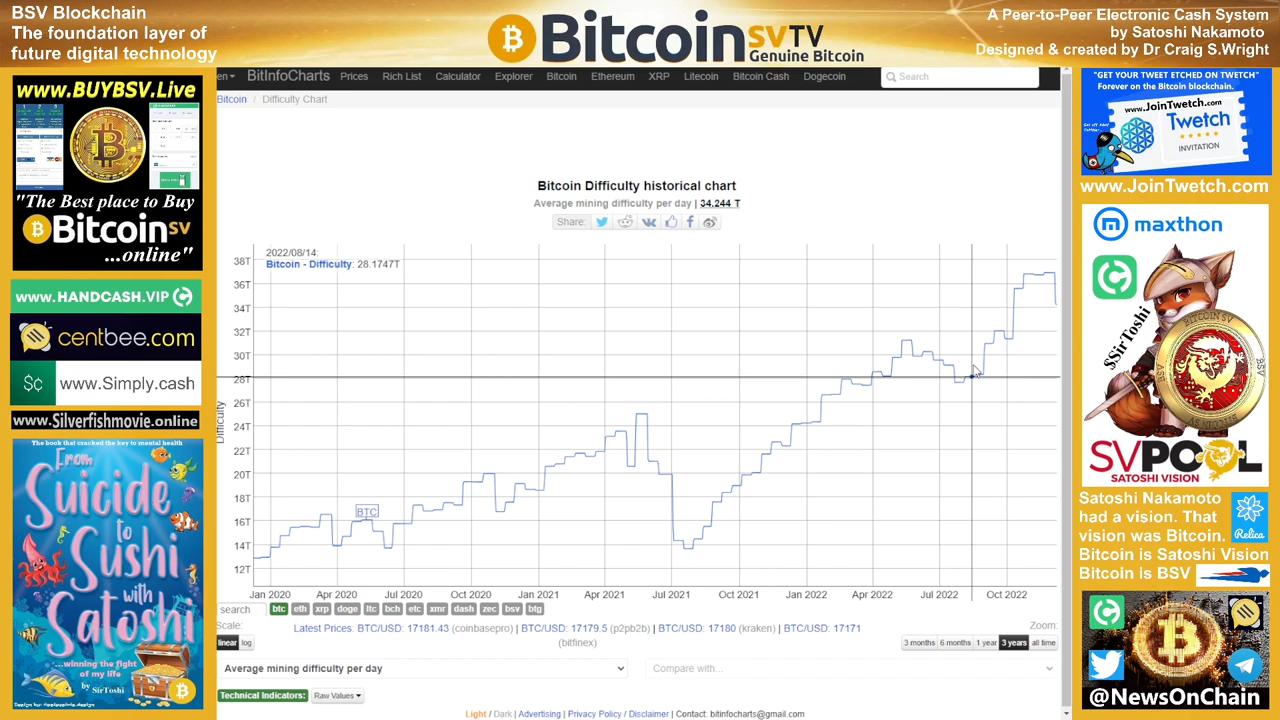 BSV Blockchain
The foundation layer of
future digital technology
BitcoinSVTV
Genuine Bitcoin
A Peer-to-Peer Electronic Cash System
by Satoshi Nakamoto
Designed & created by Dr Craig S.Wright
www.BUYBSV.Live
"The Best place to Buy
BitcoinSV
...online"
www.HANDCASH.VIP
centbee.com
www.Simply.cash
www.Silverfishmovie.online
The book that cracked the key to mental health
From
Suicide
to
Sushi
with
Satoshi
...winning the fight
of my life
by SirToshi
en BitInfoCharts Prices Rich List Calculator Explorer Bitcoin Ethereum XRP Litecoin Bitcoin Cash Dogecoin Search
Bitcoin / Difficulty Chart
Bitcoin Difficulty historical chart
Average mining difficulty per day | 34.244 T
Share:
2022/08/14:
Bitcoin - Difficulty: 28.1747T
38T
36T
34T
32T
30T
28T
26T
24T
22T
20T
18T
16T
14T
12T
Difficulty
BTC
Jan 2020 Apr 2020 Jul 2020 Oct 2020 Jan 2021 Apr 2021 Jul 2021 Oct 2021 Jan 2022 Apr 2022 Jul 2022 Oct 2022
search btc eth xrp doge ltc bch etc xmr dash zec bsv btg
Scale: Latest Prices: BTC/USD: 17181.43 (coinbasepro) | BTC/USD: 17179.5 (p2pb2b) | BTC/USD: 17180 (kraken) | BTC/USD: 17171 Zoom:
(bitfinex)
linear log 3 months 6 months 1 year 3 years all time
Average mining difficulty per day Compare with...
Technical Indicators: Raw Values
Light / Dark | Advertising | Privacy Policy / Disclaimer | Contact: bitinfocharts@gmail.com
"GET YOUR TWEET ETCHED ON TWETCH"
Forever on the Bitcoin blockchain.
www.JoinTwetch.com
Twetch
INVITATION
www.JoinTwetch.com
maxthon
$SirToshi
BITCOIN SV
BSV
SVPOOL
SATOSHI VISION
Satoshi Nakamoto
had a vision. That
vision was Bitcoin.
Relica
Bitcoin is Satoshi Vision
Bitcoin is BSV
@NewsOnChain